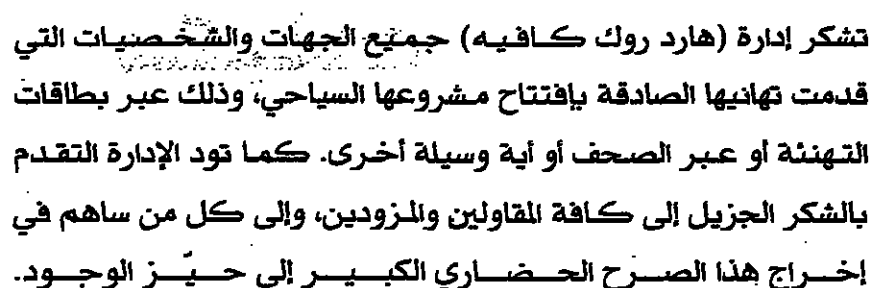 تشكر إدارة (هارد روك كافيه) جميع الجهات والشخصيات التي
قدمت تهانيها الصادقة بإفتتاح مشروعها السياحي، وذلك عبر بطاقات
التهنئة أو عبر الصحف أو أية وسيلة أخرى. كما تود الإدارة التقدم
بالشكر الجزيل إلى كافة المقاولين والمزودين، وإلى كل من ساهم في
إخراج هذا الصرح الحضاري الكبير إلى حيّز الوجود.